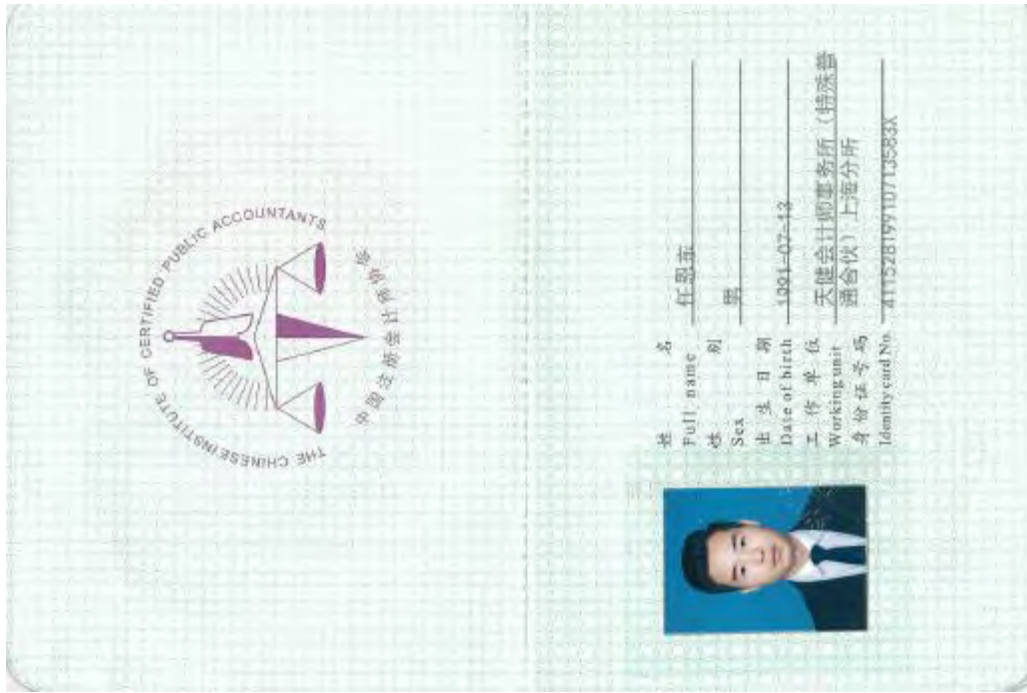 THE CHINESE INSTITUTE OF CERTIFIED PUBLIC ACCOUNTANTS
中国注册会计师协会
姓 名 任思东
Full name
性 别 男
Sex
出 生 日 期 1991-07-13
Date of birth
工 作 单 位 天健会计师事务所（特殊普
Working unit 通合伙）上海分所
身 份 证 号 码
Identity card No. 41152819910713583X